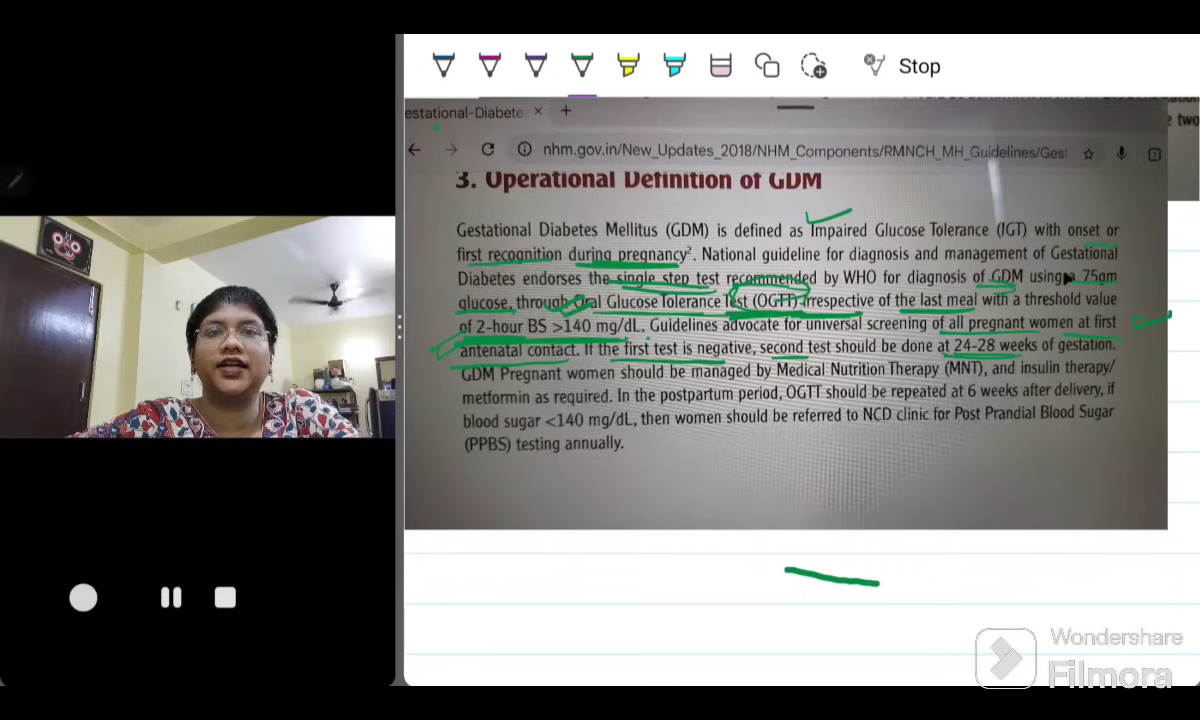 Stop
estational-Diabete
nhm.gov.in/New_Updates_2018/NHM_Components/RMNCH_MH_Guidelines/Gest
two
3. Operational Definition of GDM
Gestational Diabetes Mellitus (GDM) is defined as Impaired Glucose Tolerance (IGT) with onset or
first recognition during pregnancy². National guideline for diagnosis and management of Gestational
Diabetes endorses the single step test recommended by WHO for diagnosis of GDM using a 75gm
glucose, through Oral Glucose Tolerance Test (OGTT) irrespective of the last meal with a threshold value
of 2-hour BS >140 mg/dL. Guidelines advocate for universal screening of all pregnant women at first
antenatal contact. If the first test is negative, second test should be done at 24-28 weeks of gestation.
GDM Pregnant women should be managed by Medical Nutrition Therapy (MNT), and insulin therapy/
metformin as required. In the postpartum period, OGTT should be repeated at 6 weeks after delivery, if
blood sugar <140 mg/dL, then women should be referred to NCD clinic for Post Prandial Blood Sugar
(PPBS) testing annually.
Wondershare
Filmora